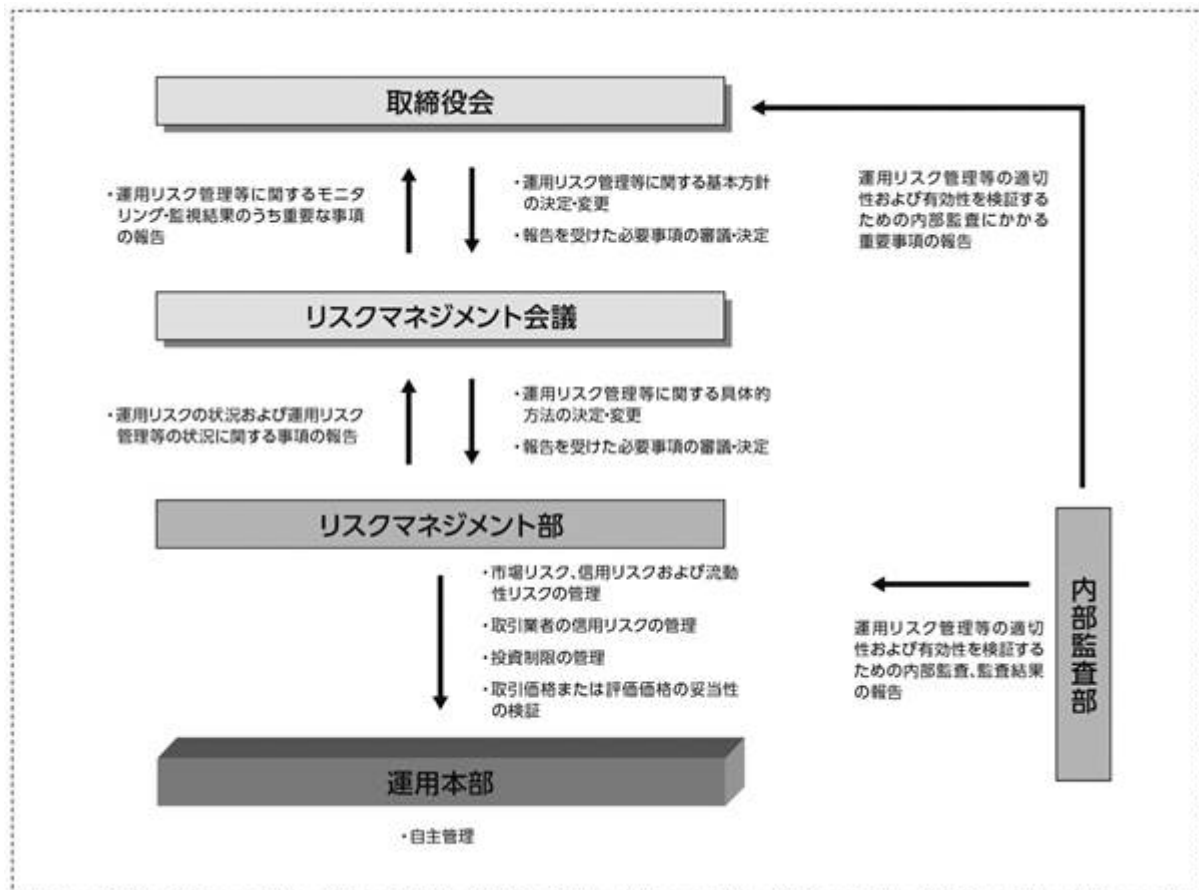 取締役会
・運用リスク管理等に関するモニタ
リング・監視結果のうち重要な事項
の報告
・運用リスク管理等に関する基本方針
の決定・変更
・報告を受けた必要事項の審議・決定
運用リスク管理等の適切
性および有効性を検証す
るための内部監査にかかる
重要事項の報告
リスクマネジメント会議
・運用リスクの状況および運用リスク
管理等の状況に関する事項の報告
・運用リスク管理等に関する具体的
方法の決定・変更
・報告を受けた必要事項の審議・決定
リスクマネジメント部
・市場リスク、信用リスクおよび流動
性リスクの管理
・取引業者の信用リスクの管理
・投資制限の管理
・取引価格または評価価格の妥当性
の検証
運用リスク管理等の適切
性および有効性を検証する
ための内部監査、監査結果
の報告
内部監査部
運用本部
・自主管理